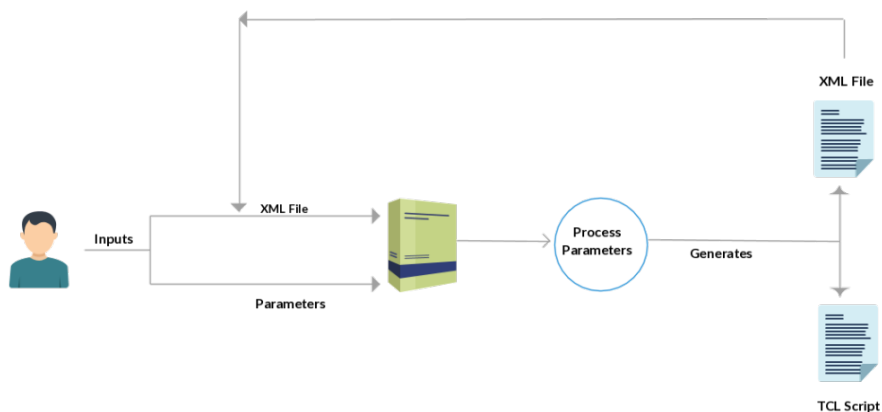 XML File
XML File
Inputs
Process
Parameters
Generates
Parameters
TCL Script